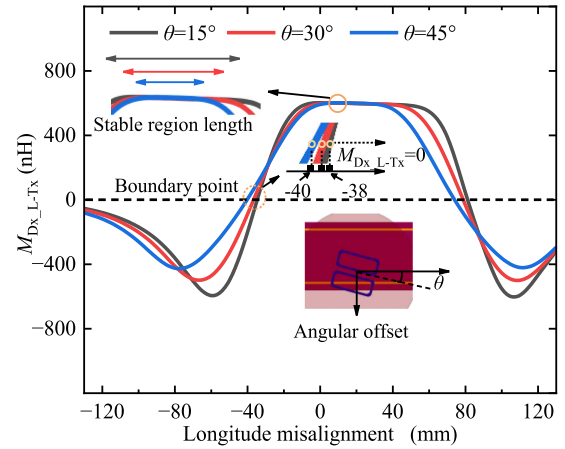 θ=15° θ=30° θ=45°
Stable region length
M_Dx_L-Tx=0
Boundary point
-40 -38
θ
Angular offset
M_Dx_L-Tx (nH)
800
400
0
−400
−800
−120 −80 −40 0 40 80 120
Longitude misalignment (mm)